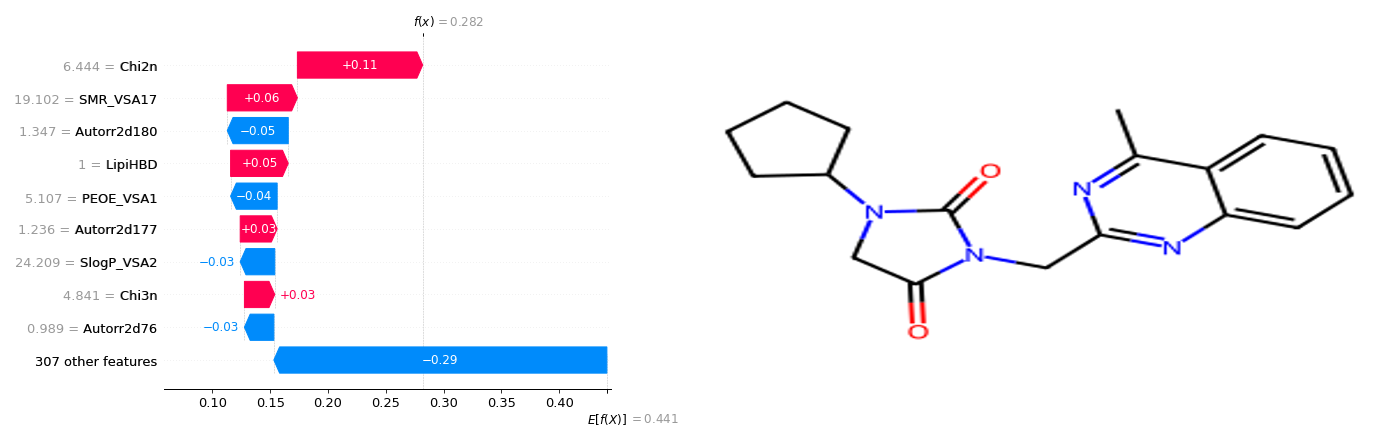 f(x) = 0.282
6.444 = Chi2n
+0.11
19.102 = SMR_VSA17
+0.06
1.347 = Autorr2d180
−0.05
1 = LipiHBD
+0.05
5.107 = PEOE_VSA1
−0.04
1.236 = Autorr2d177
+0.03
24.209 = SlogP_VSA2
−0.03
4.841 = Chi3n
+0.03
0.989 = Autorr2d76
−0.03
307 other features
−0.29
0.10 0.15 0.20 0.25 0.30 0.35 0.40
E[f(X)] = 0.441
O
N
N
N
N
O